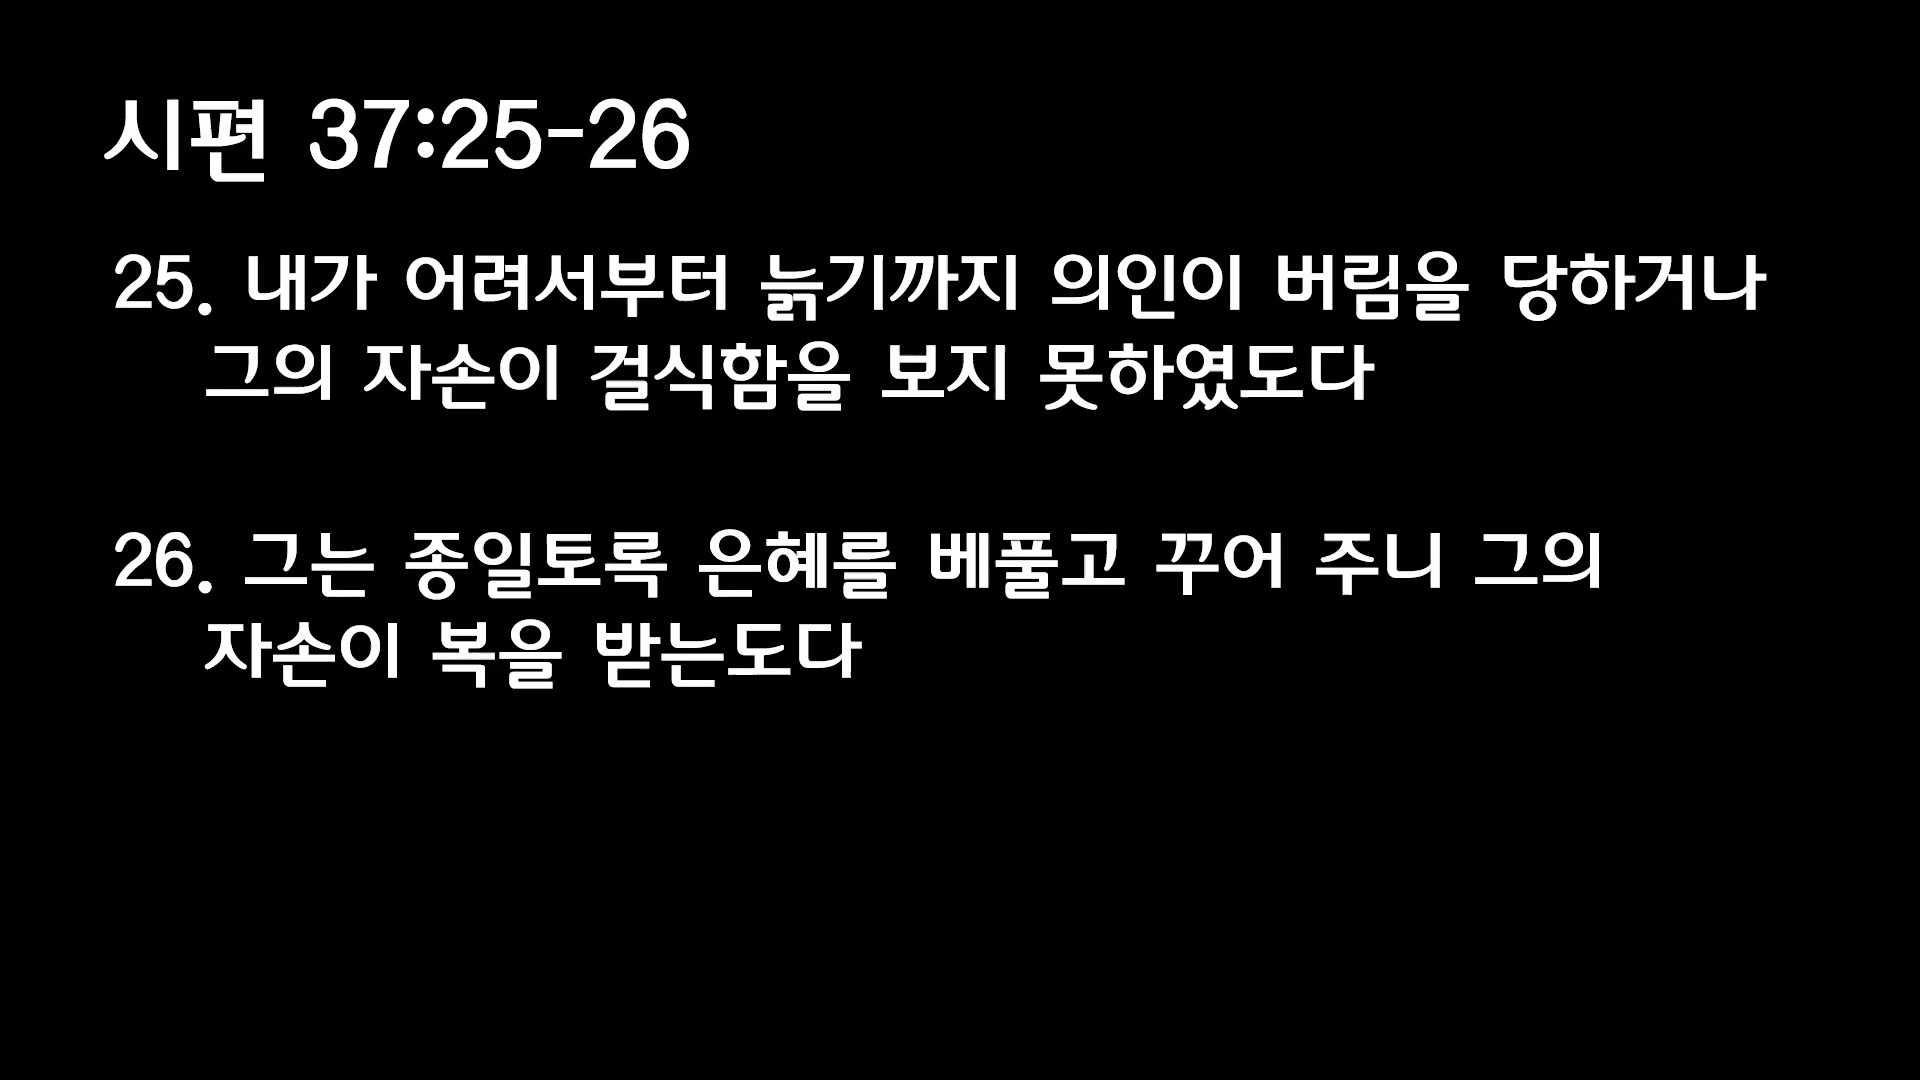 시편 37:25-26
25. 내가 어려서부터 늙기까지 의인이 버림을 당하거나
그의 자손이 걸식함을 보지 못하였도다
26. 그는 종일토록 은혜를 베풀고 꾸어 주니 그의
자손이 복을 받는도다